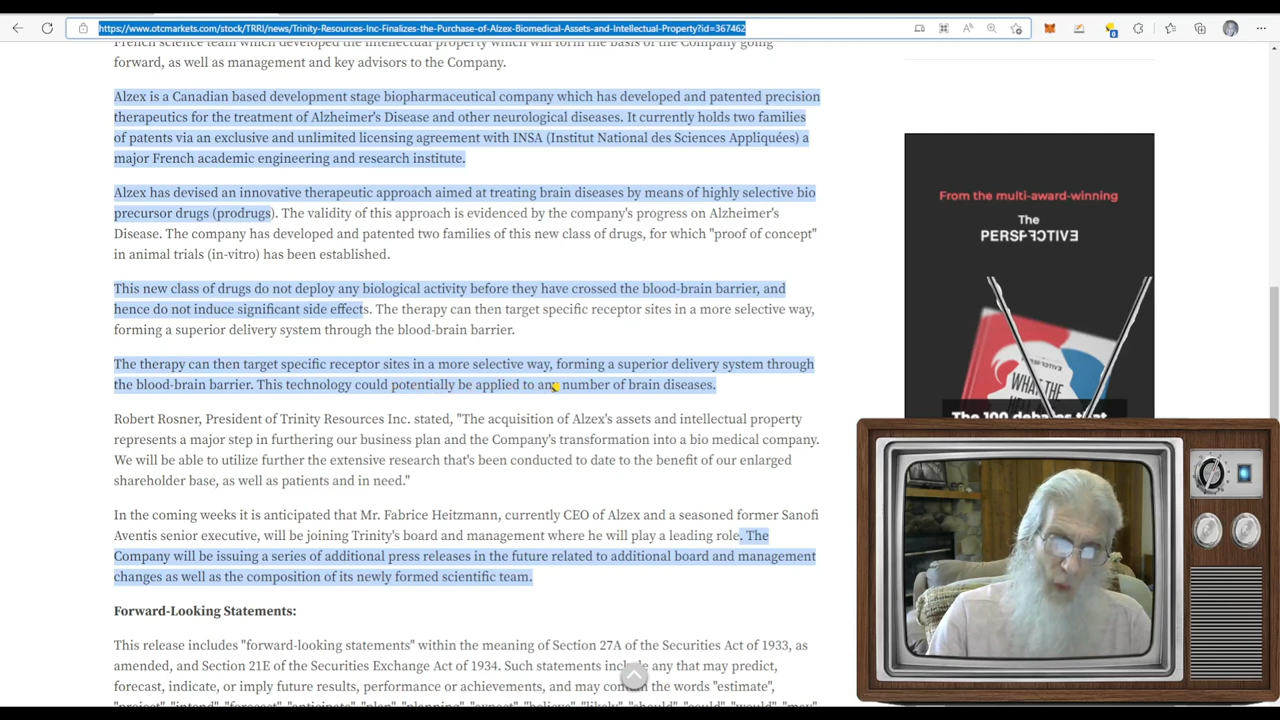 https://www.otcmarkets.com/stock/TRRI/news/Trinity-Resources-Inc-Finalizes-the-Purchase-of-Alzex-Biomedical-Assets-and-Intellectual-Property?id=367462
French science team which developed the intellectual property which will form the basis of the Company going
forward, as well as management and key advisors to the Company.
Alzex is a Canadian based development stage biopharmaceutical company which has developed and patented precision
therapeutics for the treatment of Alzheimer's Disease and other neurological diseases. It currently holds two families
of patents via an exclusive and unlimited licensing agreement with INSA (Institut National des Sciences Appliquées) a
major French academic engineering and research institute.
Alzex has devised an innovative therapeutic approach aimed at treating brain diseases by means of highly selective bio
precursor drugs (prodrugs). The validity of this approach is evidenced by the company's progress on Alzheimer's
Disease. The company has developed and patented two families of this new class of drugs, for which "proof of concept"
in animal trials (in-vitro) has been established.
This new class of drugs do not deploy any biological activity before they have crossed the blood-brain barrier, and
hence do not induce significant side effects. The therapy can then target specific receptor sites in a more selective way,
forming a superior delivery system through the blood-brain barrier.
The therapy can then target specific receptor sites in a more selective way, forming a superior delivery system through
the blood-brain barrier. This technology could potentially be applied to any number of brain diseases.
Robert Rosner, President of Trinity Resources Inc. stated, "The acquisition of Alzex's assets and intellectual property
represents a major step in furthering our business plan and the Company's transformation into a bio medical company.
We will be able to utilize further the extensive research that's been conducted to date to the benefit of our enlarged
shareholder base, as well as patients and in need."
In the coming weeks it is anticipated that Mr. Fabrice Heitzmann, currently CEO of Alzex and a seasoned former Sanofi
Aventis senior executive, will be joining Trinity's board and management where he will play a leading role. The
Company will be issuing a series of additional press releases in the future related to additional board and management
changes as well as the composition of its newly formed scientific team.
Forward-Looking Statements:
This release includes "forward-looking statements" within the meaning of Section 27A of the Securities Act of 1933, as
amended, and Section 21E of the Securities Exchange Act of 1934. Such statements include any that may predict,
forecast, indicate, or imply future results, performance or achievements, and may contain the words "estimate",
"project", "intend", "forecast", "anticipate", "plan", "planning", "expect", "believe", "likely", "should", "could", "would", "may"
From the multi-award-winning
The
PERSPECTIVE
WHAT THE
The 100 debates that
0